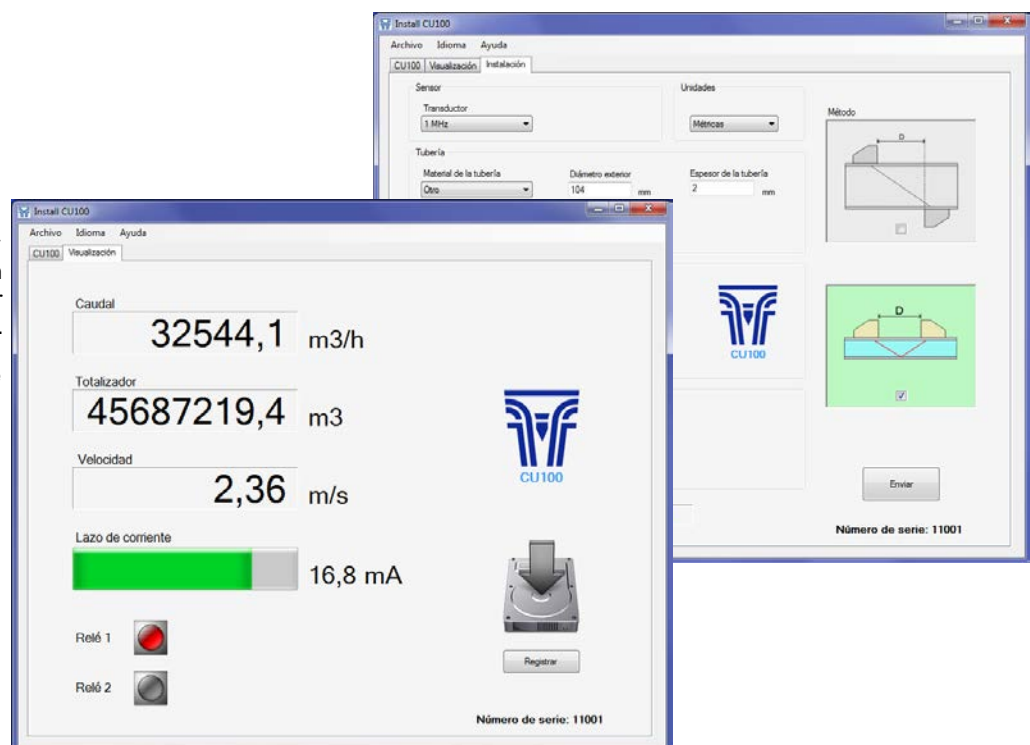 Install CU100
Archivo Idioma Ayuda
CU100 Visualización Instalación
Sensor
Transductor
1 MHz
Unidades
Métricas
Método
D
Tubería
Material de la tubería
Otro
Diámetro exterior
104 mm
Espesor de la tubería
2 mm
CU100
D
Enviar
Número de serie: 11001
Install CU100
Archivo Idioma Ayuda
CU100 Visualización
Caudal
32544,1 m3/h
Totalizador
45687219,4 m3
Velocidad
2,36 m/s
Lazo de corriente
16,8 mA
Relé 1
Relé 2
CU100
Registrar
Número de serie: 11001